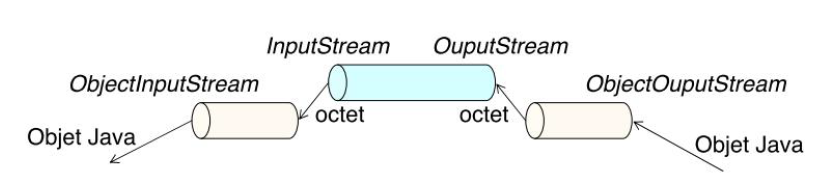 InputStream
OuputStream
ObjectInputStream
ObjectOuputStream
octet
octet
Objet Java
Objet Java